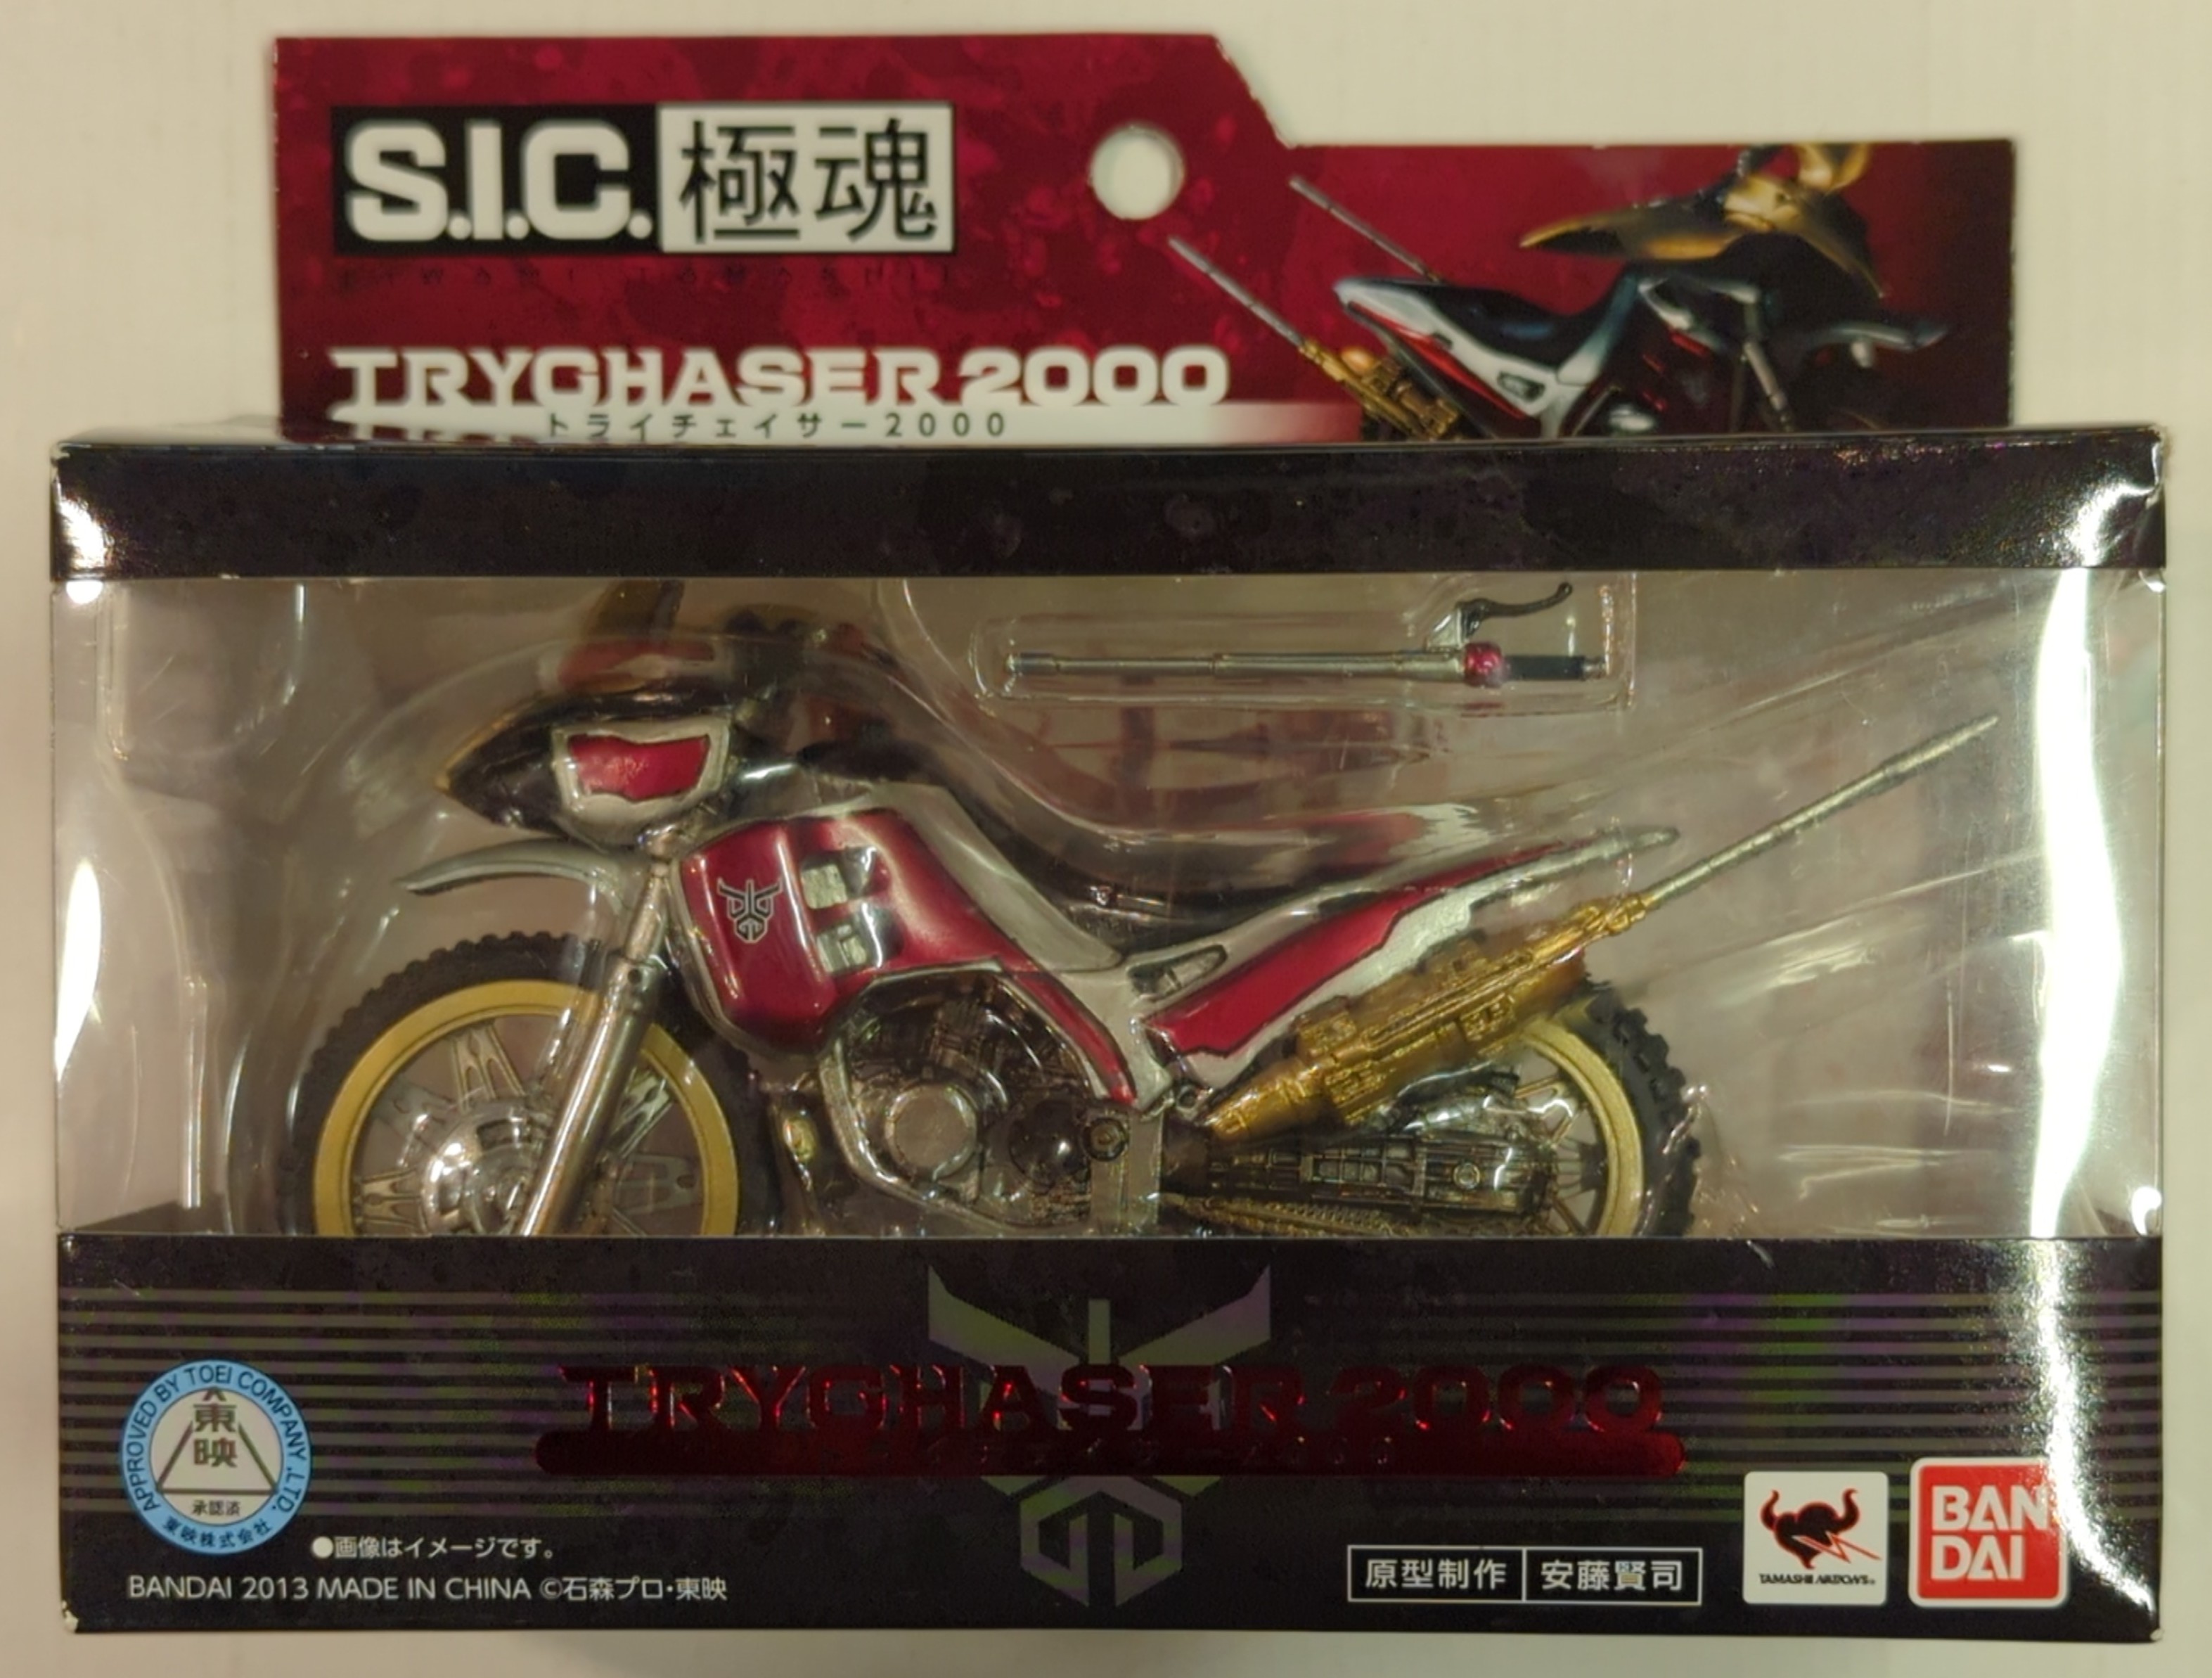 S.I.C. 極魂
KIWAMI TAMASHII
TRYCHASER 2000
トライチェイサー2000
TRYCHASER 2000
APPROVED BY TOEI COMPANY, LTD.
東映
承認済
東映株式会社
●画像はイメージです。
BANDAI 2013 MADE IN CHINA ©石森プロ・東映
原型制作 安藤賢司
TAMASHII NATIONS
BAN
DAI